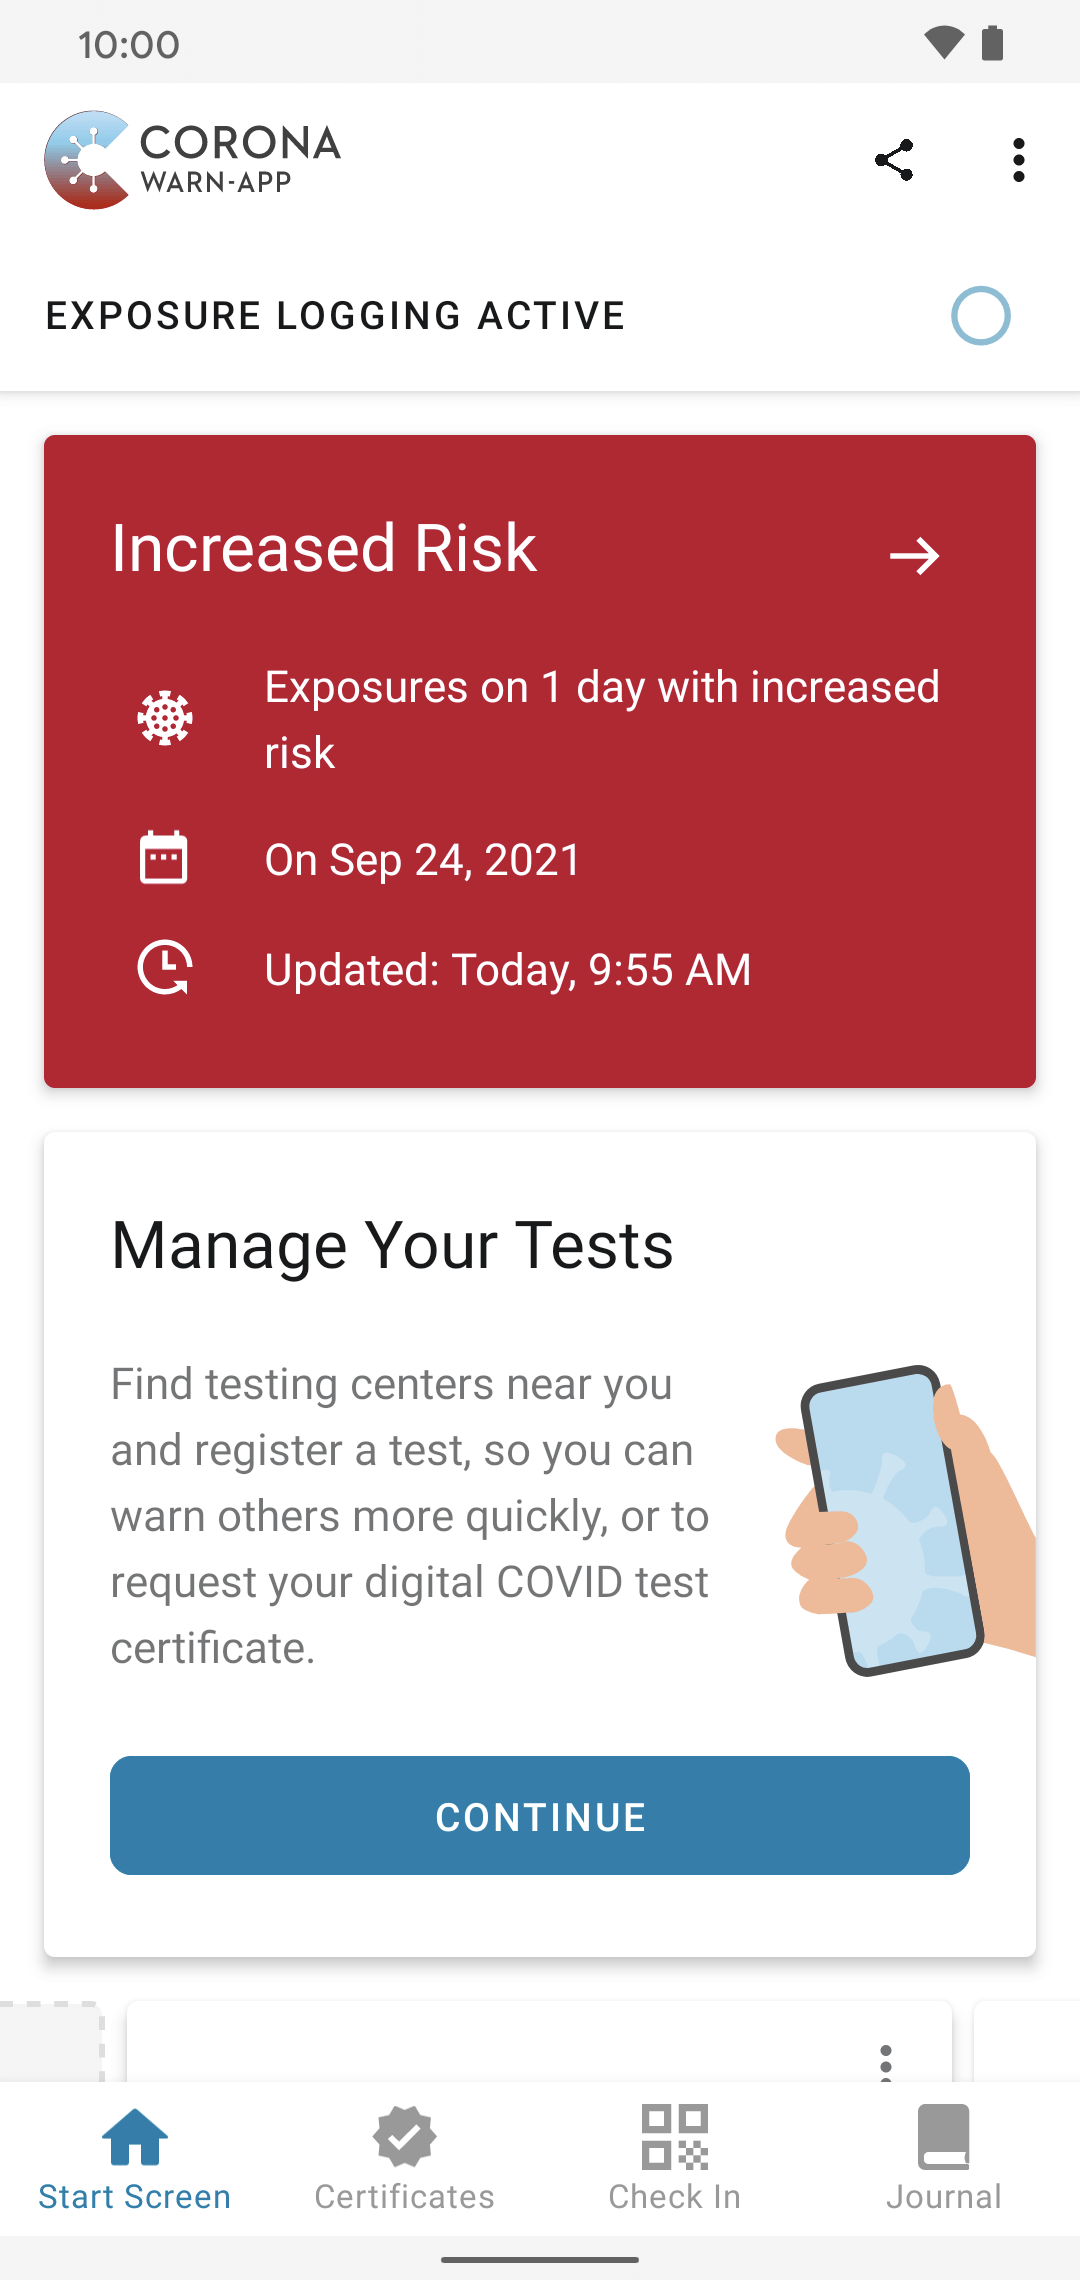 10:00
CORONA
WARN-APP
EXPOSURE LOGGING ACTIVE
Increased Risk
Exposures on 1 day with increased
risk
On Sep 24, 2021
Updated: Today, 9:55 AM
Manage Your Tests
Find testing centers near you
and register a test, so you can
warn others more quickly, or to
request your digital COVID test
certificate.
CONTINUE
Start Screen
Certificates
Check In
Journal